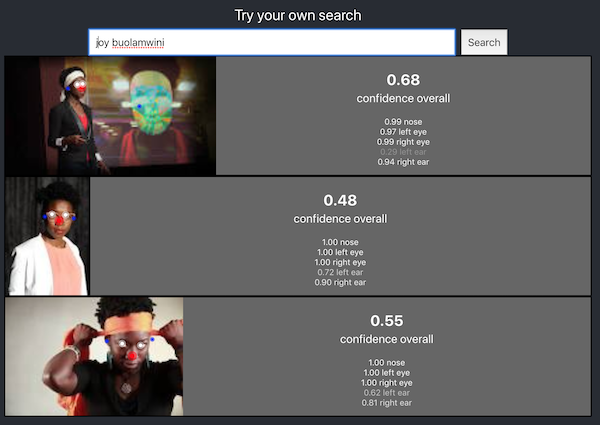 Try your own search
joy buolamwini
Search
0.68
confidence overall
0.99 nose
0.97 left eye
0.99 right eye
0.29 left ear
0.94 right ear
0.48
confidence overall
1.00 nose
1.00 left eye
1.00 right eye
0.72 left ear
0.90 right ear
0.55
confidence overall
1.00 nose
1.00 left eye
1.00 right eye
0.62 left ear
0.81 right ear